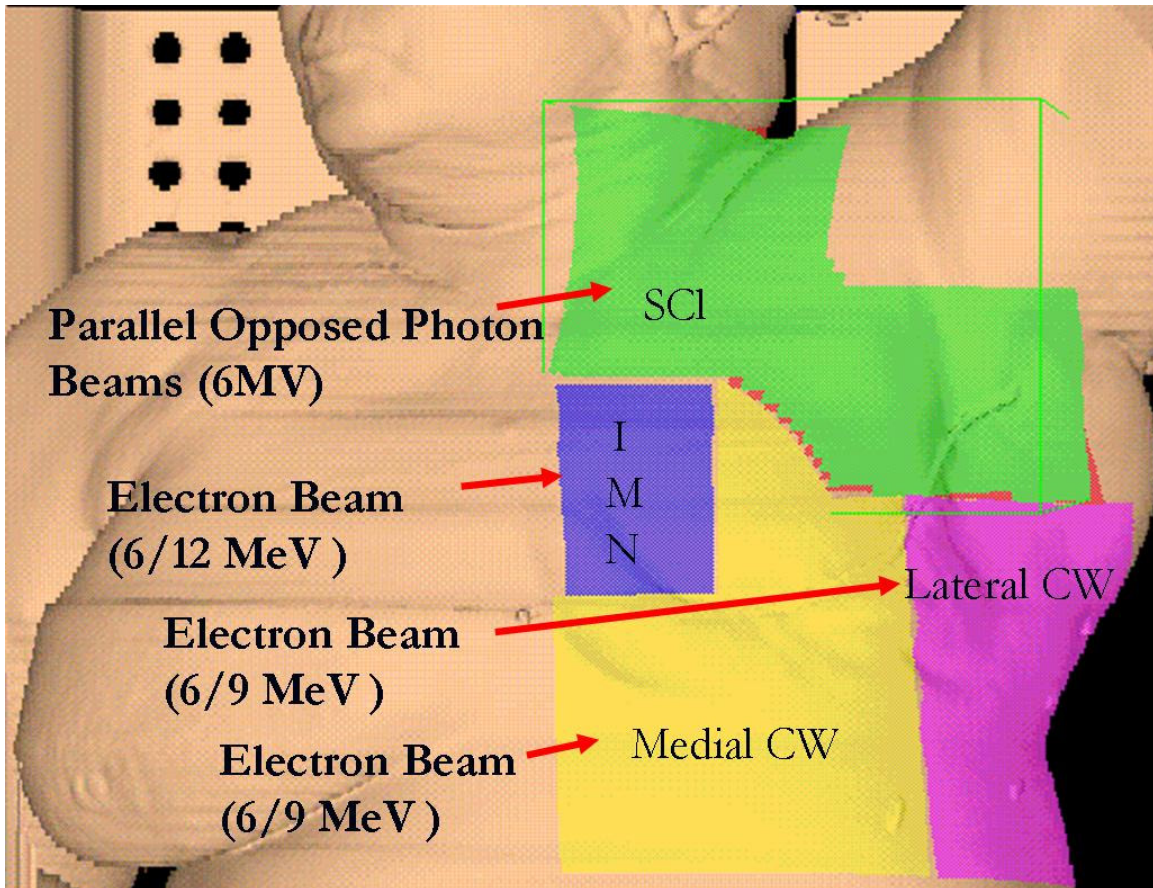 SCl
Parallel Opposed Photon
Beams (6MV)
I
M
N
Electron Beam
(6/12 MeV )
Lateral CW
Electron Beam
(6/9 MeV )
Medial CW
Electron Beam
(6/9 MeV )